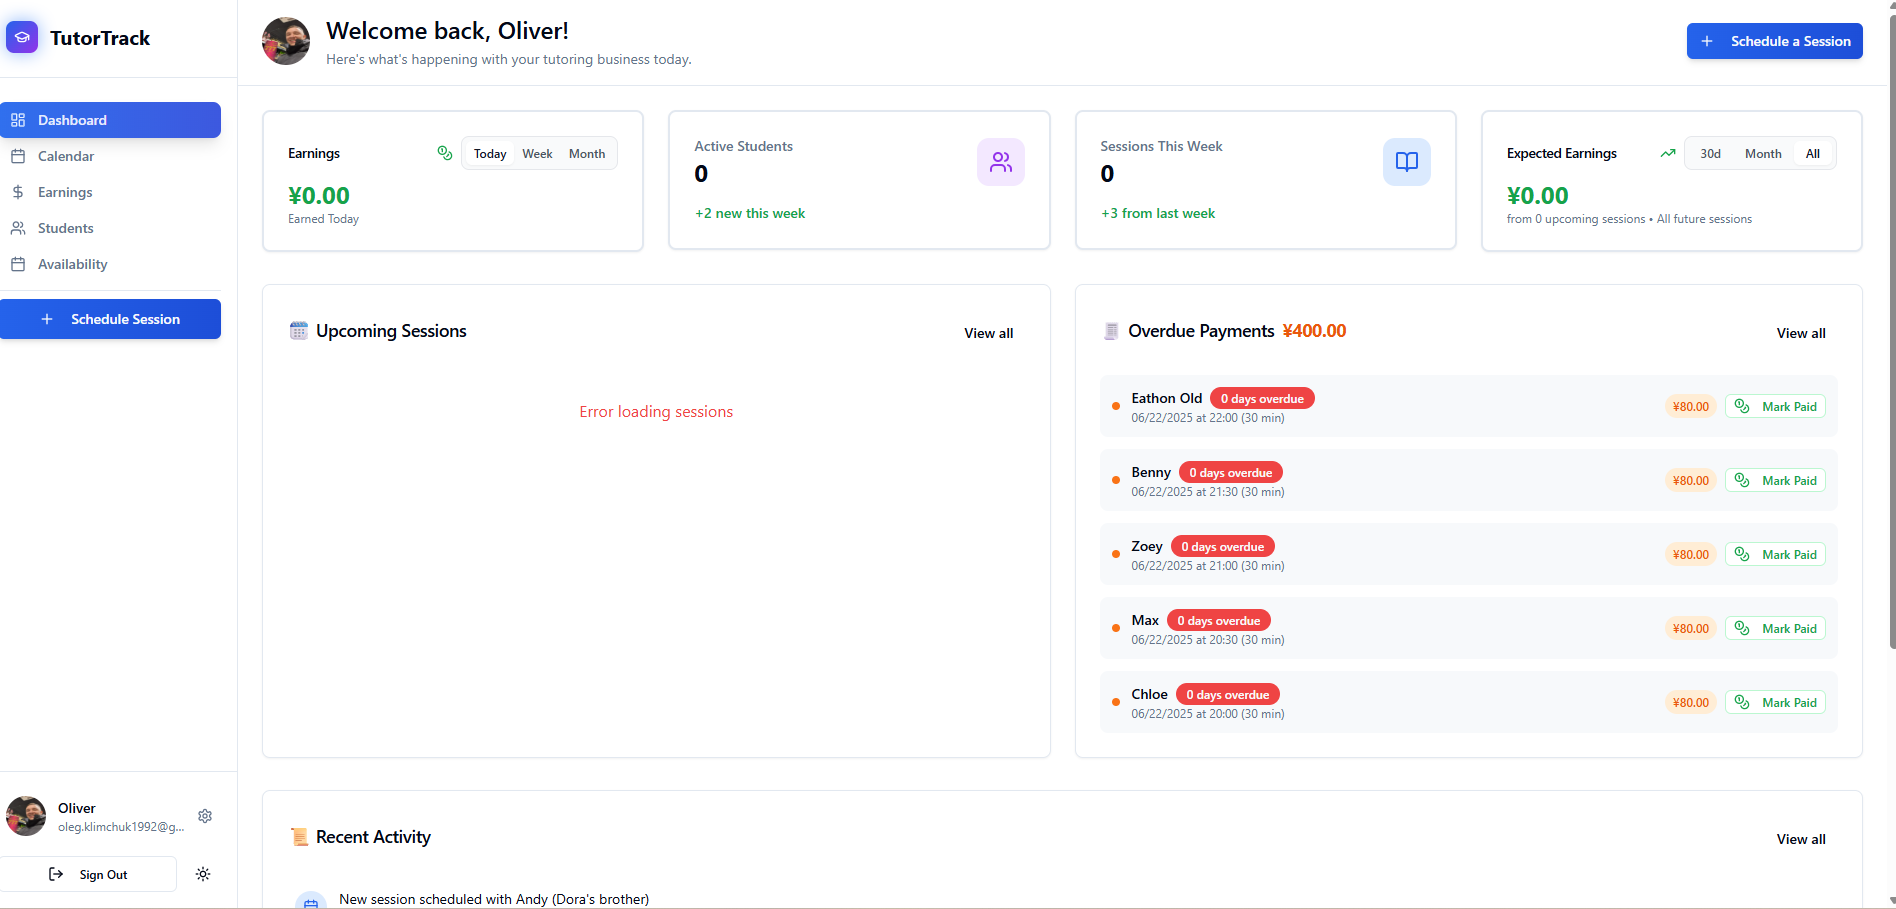 TutorTrack
Dashboard
Calendar
Earnings
Students
Availability
Schedule Session
Oliver
oleg.klimchuk1992@g...
Sign Out
Welcome back, Oliver!
Here's what's happening with your tutoring business today.
Schedule a Session
Earnings
Today Week Month
¥0.00
Earned Today
Active Students
0
+2 new this week
Sessions This Week
0
+3 from last week
Expected Earnings
30d Month All
¥0.00
from 0 upcoming sessions • All future sessions
Upcoming Sessions
View all
Error loading sessions
Overdue Payments ¥400.00
View all
Eathon Old 0 days overdue
06/22/2025 at 22:00 (30 min)
¥80.00 Mark Paid
Benny 0 days overdue
06/22/2025 at 21:30 (30 min)
¥80.00 Mark Paid
Zoey 0 days overdue
06/22/2025 at 21:00 (30 min)
¥80.00 Mark Paid
Max 0 days overdue
06/22/2025 at 20:30 (30 min)
¥80.00 Mark Paid
Chloe 0 days overdue
06/22/2025 at 20:00 (30 min)
¥80.00 Mark Paid
Recent Activity
View all
New session scheduled with Andy (Dora's brother)